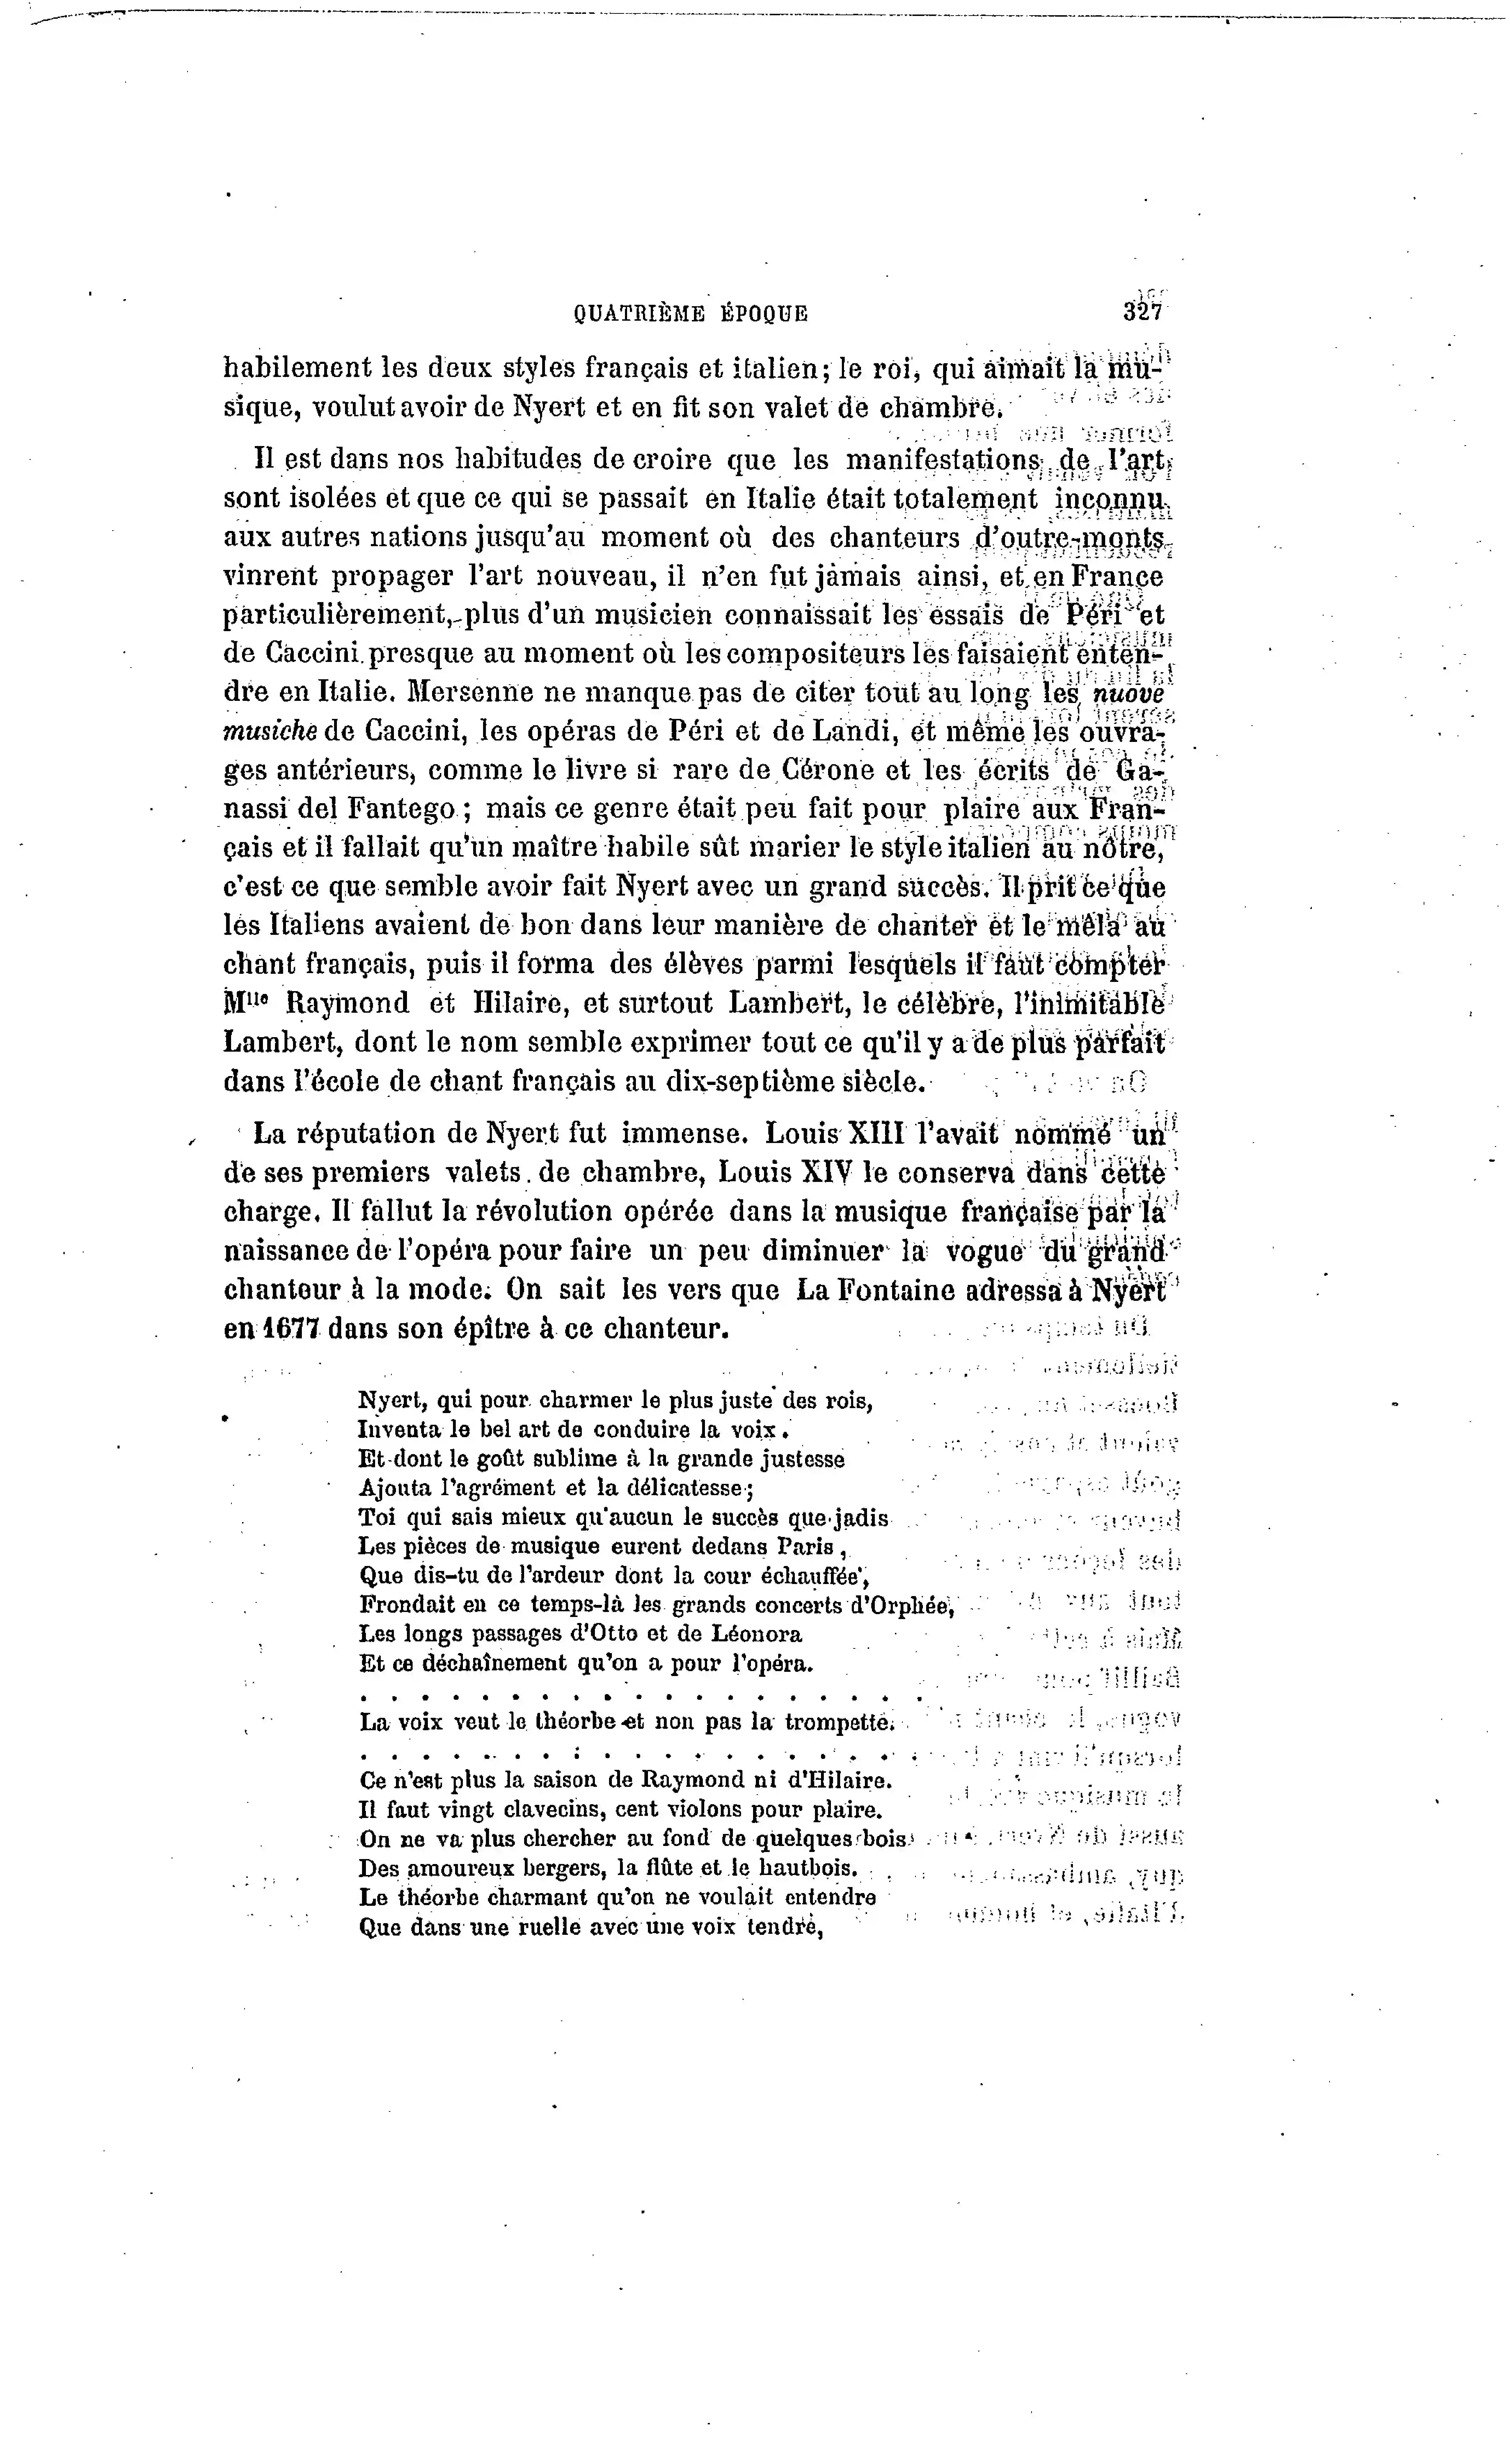 QUATRIÈME ÉPOQUE 327
habilement les deux styles français et italien; le roi, qui aimait la mu-
sique, voulut avoir de Nyert et en fit son valet de chambre.
Il est dans nos habitudes de croire que les manifestations de l'art
sont isolées et que ce qui se passait en Italie était totalement inconnu
aux autres nations jusqu'au moment où des chanteurs d'outre-monts
vinrent propager l'art nouveau, il n'en fut jamais ainsi, et en France
particulièrement, plus d'un musicien connaissait les essais de Péri et
de Caccini presque au moment où les compositeurs les faisaient enten-
dre en Italie. Mersenne ne manque pas de citer tout au long les nuove
musiche de Caccini, les opéras de Péri et de Landi, et même les ouvra-
ges antérieurs, comme le livre si rare de Cérone et les écrits de Ga-
nassi del Fantego; mais ce genre était peu fait pour plaire aux Fran-
çais et il fallait qu'un maître habile sût marier le style italien au nôtre,
c'est ce que semble avoir fait Nyert avec un grand succès. Il prit ce que
les Italiens avaient de bon dans leur manière de chanter et le mêla au
chant français, puis il forma des élèves parmi lesquels il faut compter
Mlle Raymond et Hilaire, et surtout Lambert, le célèbre, l'inimitable
Lambert, dont le nom semble exprimer tout ce qu'il y a de plus parfait
dans l'école de chant français au dix-septième siècle.
La réputation de Nyert fut immense. Louis XIII l'avait nommé un
de ses premiers valets de chambre, Louis XIV le conserva dans cette
charge. Il fallut la révolution opérée dans la musique française par la
naissance de l'opéra pour faire un peu diminuer la vogue du grand
chanteur à la mode. On sait les vers que La Fontaine adressa à Nyert
en 1677 dans son épître à ce chanteur.
Nyert, qui pour charmer le plus juste des rois,
Inventa le bel art de conduire la voix.
Et dont le goût sublime à la grande justesse
Ajouta l'agrément et la délicatesse;
Toi qui sais mieux qu'aucun le succès que jadis
Les pièces de musique eurent dedans Paris,
Que dis-tu de l'ardeur dont la cour échauffée,
Frondait en ce temps-là les grands concerts d'Orphée,
Les longs passages d'Otto et de Léonora
Et ce déchaînement qu'on a pour l'opéra.
. . . . . . . . . . . . . . . . . . .
La voix veut le théorbe et non pas la trompette.
. . . . . . . . . . . . . . . . . . .
Ce n'est plus la saison de Raymond ni d'Hilaire.
Il faut vingt clavecins, cent violons pour plaire.
On ne va plus chercher au fond de quelques bois
Des amoureux bergers, la flûte et le hautbois.
Le théorbe charmant qu'on ne voulait entendre
Que dans une ruelle avec une voix tendre,